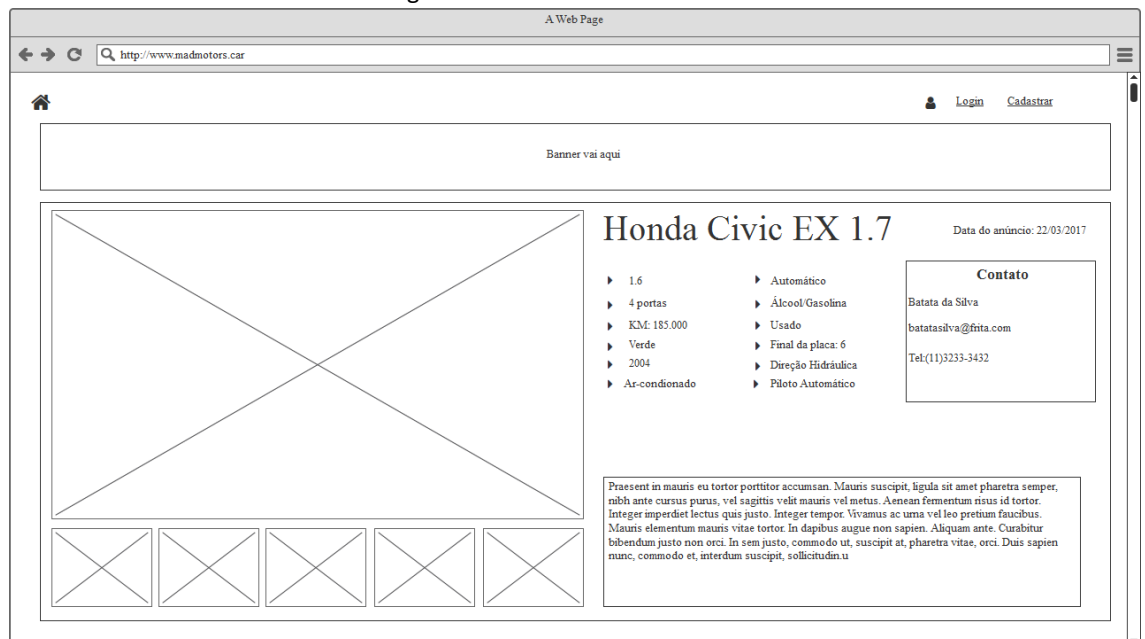 A Web Page
http://www.madmotors.car
Login Cadastrar
Banner vai aqui
Honda Civic EX 1.7
Data do anúncio: 22/03/2017
1.6
4 portas
KM: 185.000
Verde
2004
Ar-condionado
Automático
Álcool/Gasolina
Usado
Final da placa: 6
Direção Hidráulica
Piloto Automático
Contato
Batata da Silva
batatasilva@frita.com
Tel:(11)3233-3432
Praesent in mauris eu tortor porttitor accumsan. Mauris suscipit, ligula sit amet pharetra semper,
nibh ante cursus purus, vel sagittis velit mauris vel metus. Aenean fermentum risus id tortor.
Integer imperdiet lectus quis justo. Integer tempor. Vivamus ac urna vel leo pretium faucibus.
Mauris elementum mauris vitae tortor. In dapibus augue non sapien. Aliquam ante. Curabitur
bibendum justo non orci. In sem justo, commodo ut, suscipit at, pharetra vitae, orci. Duis sapien
nunc, commodo et, interdum suscipit, sollicitudin.u